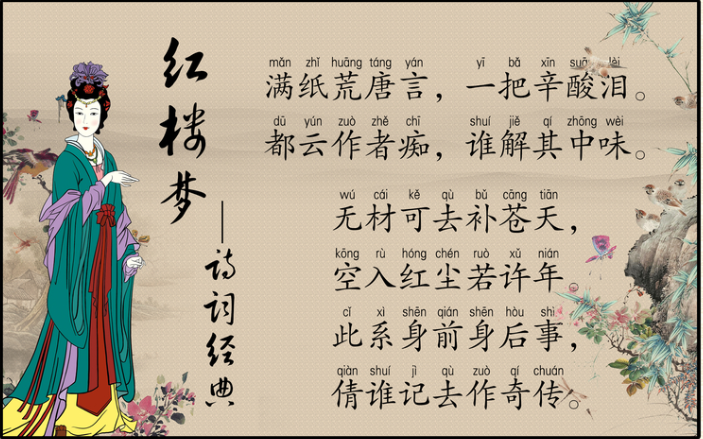 红楼梦
——诗词经典
mǎn zhǐ huāng táng yán yī bǎ xīn suān lèi
满纸荒唐言，一把辛酸泪。
dū yún zuò zhě chī shuí jiě qí zhōng wèi
都云作者痴，谁解其中味。
wú cái kě qù bǔ cāng tiān
无材可去补苍天，
kōng rù hóng chén ruò xǔ nián
空入红尘若许年。
cǐ xì shēn qián shēn hòu shì
此系身前身后事，
qiàn shuí jì qù zuò qí chuán
倩谁记去作奇传。